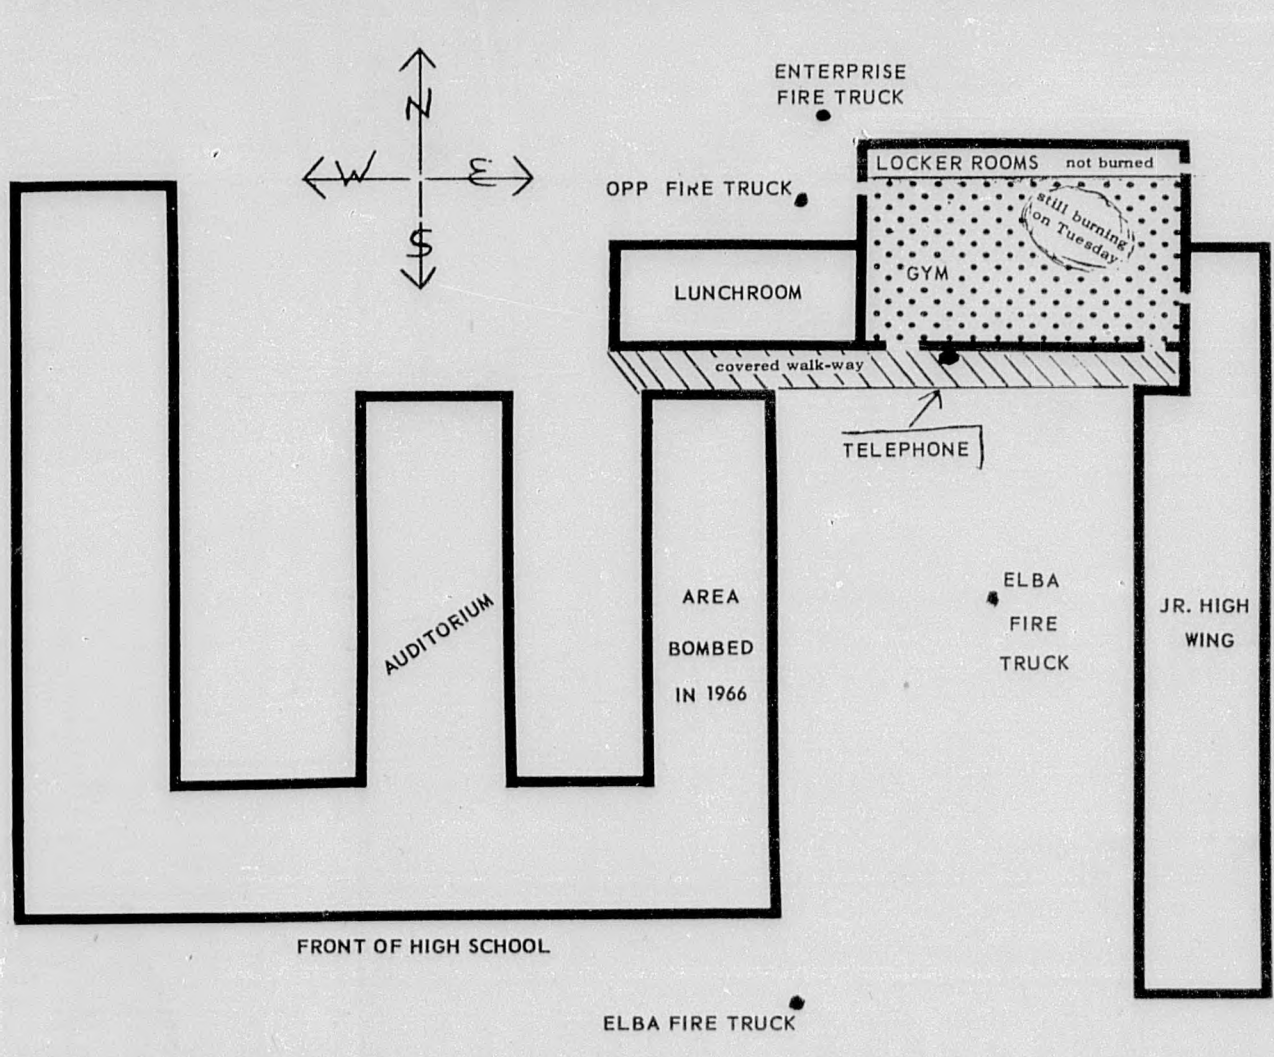 ENTERPRISE
FIRE TRUCK
N
W
E
S
OPP FIRE TRUCK
LOCKER ROOMS not burned
still burning
on Tuesday
GYM
LUNCHROOM
covered walk-way
TELEPHONE
AUDITORIUM
AREA
BOMBED
IN 1966
ELBA
FIRE
TRUCK
JR. HIGH
WING
FRONT OF HIGH SCHOOL
ELBA FIRE TRUCK